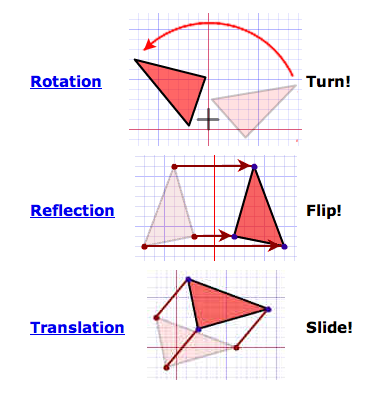 Rotation Turn!
Reflection Flip!
Translation Slide!